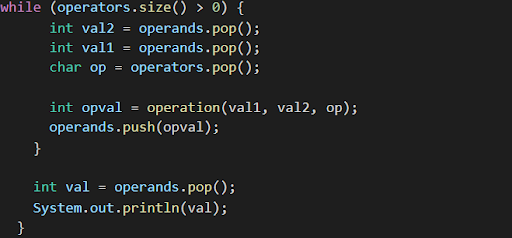 while (operators.size() > 0) {
int val2 = operands.pop();
int val1 = operands.pop();
char op = operators.pop();
int opval = operation(val1, val2, op);
operands.push(opval);
}
int val = operands.pop();
System.out.println(val);
}